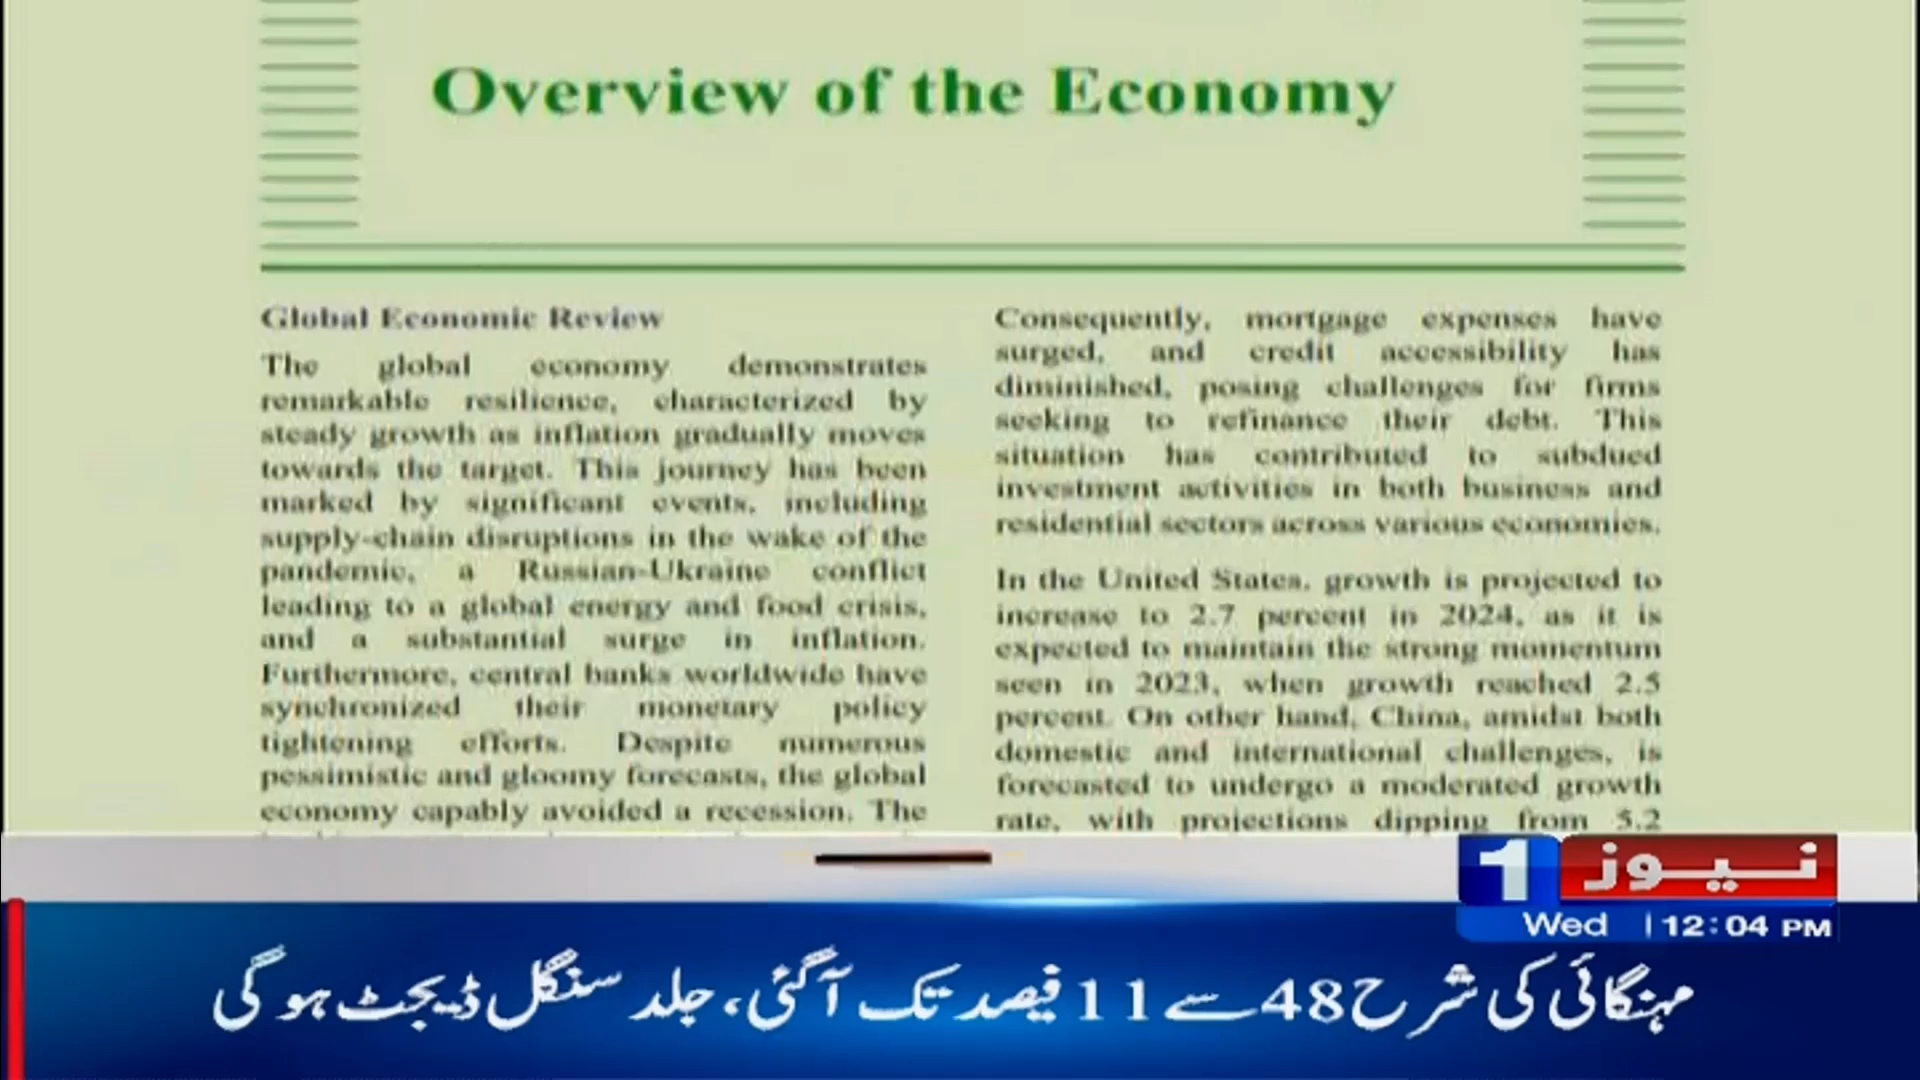 Overview of the Economy
Global Economic Review
The global economy demonstrates
remarkable resilience, characterized by
steady growth as inflation gradually moves
towards the target. This journey has been
marked by significant events, including
supply-chain disruptions in the wake of the
pandemic, a Russian-Ukraine conflict
leading to a global energy and food crisis,
and a substantial surge in inflation.
Furthermore, central banks worldwide have
synchronized their monetary policy
tightening efforts. Despite numerous
pessimistic and gloomy forecasts, the global
economy capably avoided a recession. The
Consequently, mortgage expenses have
surged, and credit accessibility has
diminished, posing challenges for firms
seeking to refinance their debt. This
situation has contributed to subdued
investment activities in both business and
residential sectors across various economies.
In the United States, growth is projected to
increase to 2.7 percent in 2024, as it is
expected to maintain the strong momentum
seen in 2023, when growth reached 2.5
percent. On other hand, China, amidst both
domestic and international challenges, is
forecasted to undergo a moderated growth
rate, with projections dipping from 5.2
1 نیوز
Wed 12:04 PM
مہنگائی کی شرح 48 سے 11 فیصد تک آگئی، جلد سنگل ڈیجٹ ہوگی